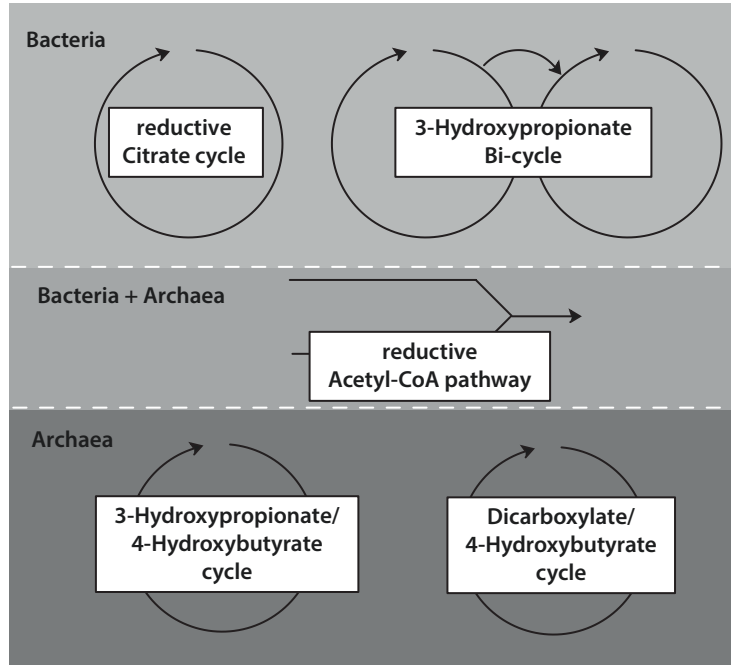 Bacteria
reductive
Citrate cycle
3-Hydroxypropionate
Bi-cycle
Bacteria + Archaea
reductive
Acetyl-CoA pathway
Archaea
3-Hydroxypropionate/
4-Hydroxybutyrate
cycle
Dicarboxylate/
4-Hydroxybutyrate
cycle